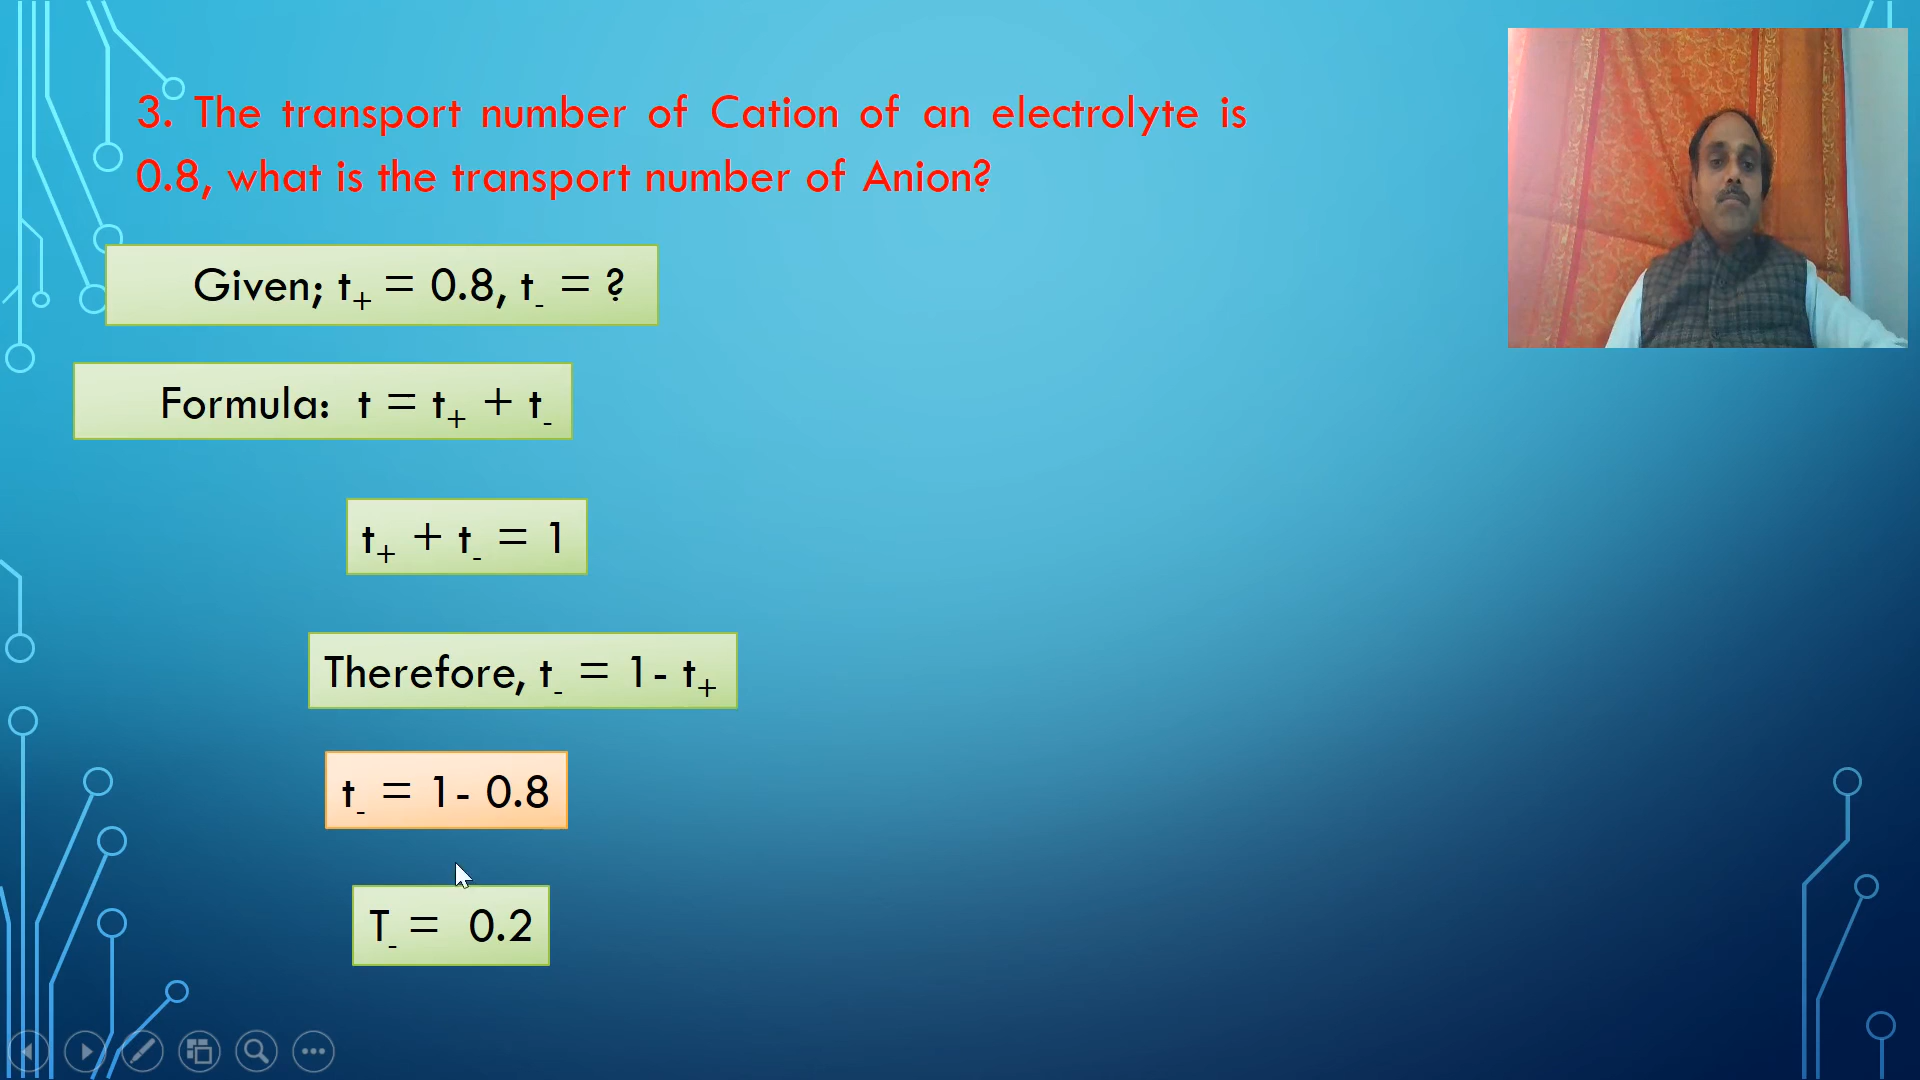 3. The transport number of Cation of an electrolyte is
0.8, what is the transport number of Anion?
Given; t₊ = 0.8, t₋ = ?
Formula: t = t₊ + t₋
t₊ + t₋ = 1
Therefore, t₋ = 1- t₊
t₋ = 1- 0.8
T₋ = 0.2